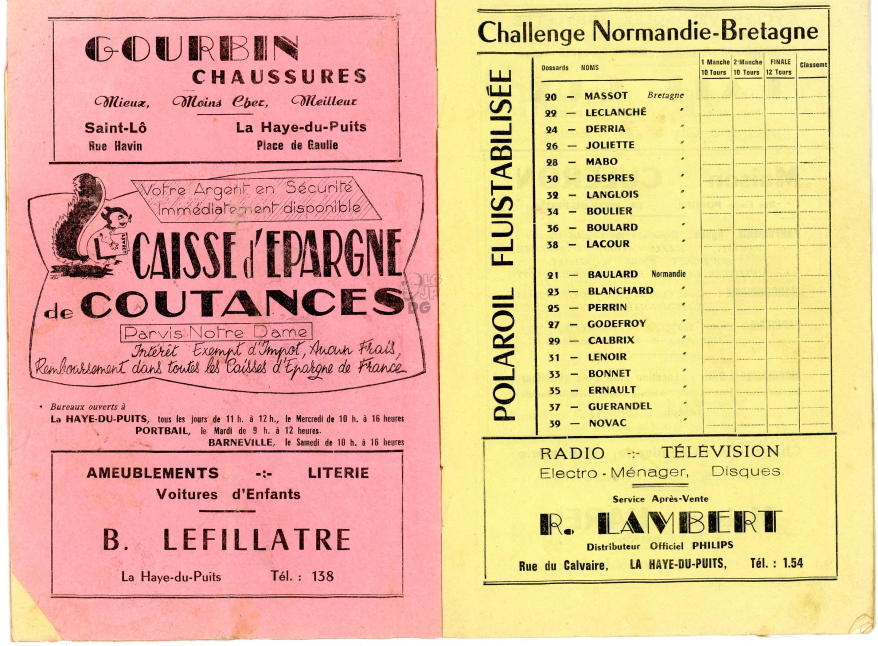 GOURBIN
CHAUSSURES
Mieux, Moins Cher, Meilleur
Saint-Lô
Rue Havin
La Haye-du-Puits
Place de Gaulle
Votre Argent en Sécurité
Immédiatement disponible
CAISSE d'EPARGNE
de COUTANCES
Parvis Notre Dame
Intérêt Exempt d'Impot, Aucun Frais,
Remboursement dans toutes les Caisses d'Epargne de France
• Bureaux ouverts à
La HAYE-DU-PUITS, tous les jours de 11 h. à 12 h., le Mercredi de 10 h. à 16 heures
PORTBAIL, le Mardi de 9 h. à 12 heures.
BARNEVILLE, le Samedi de 10 h. à 16 heures
AMEUBLEMENTS -:- LITERIE
Voitures d'Enfants
B. LEFILLATRE
La Haye-du-Puits Tél. : 138
Challenge Normandie-Bretagne
POLAROIL FLUISTABILISÉE
Dossards NOMS
1 Manche
10 Tours
2e Manche
10 Tours
FINALE
12 Tours
Classemt
20 — MASSOT Bretagne
22 — LECLANCHÉ "
24 — DERRIA "
26 — JOLIETTE "
28 — MABO "
30 — DESPRES "
32 — LANGLOIS "
34 — BOULIER "
36 — BOULARD "
38 — LACOUR "
21 — BAULARD Normandie
23 — BLANCHARD "
25 — PERRIN "
27 — GODEFROY "
29 — CALBRIX "
31 — LENOIR "
33 — BONNET "
35 — ERNAULT "
37 — GUERANDEL "
39 — NOVAC "
RADIO -:- TÉLÉVISION
Electro-Ménager, Disques
Service Après-Vente
R. LAMBERT
Distributeur Officiel PHILIPS
Rue du Calvaire, LA HAYE-DU-PUITS, Tél. : 1.54